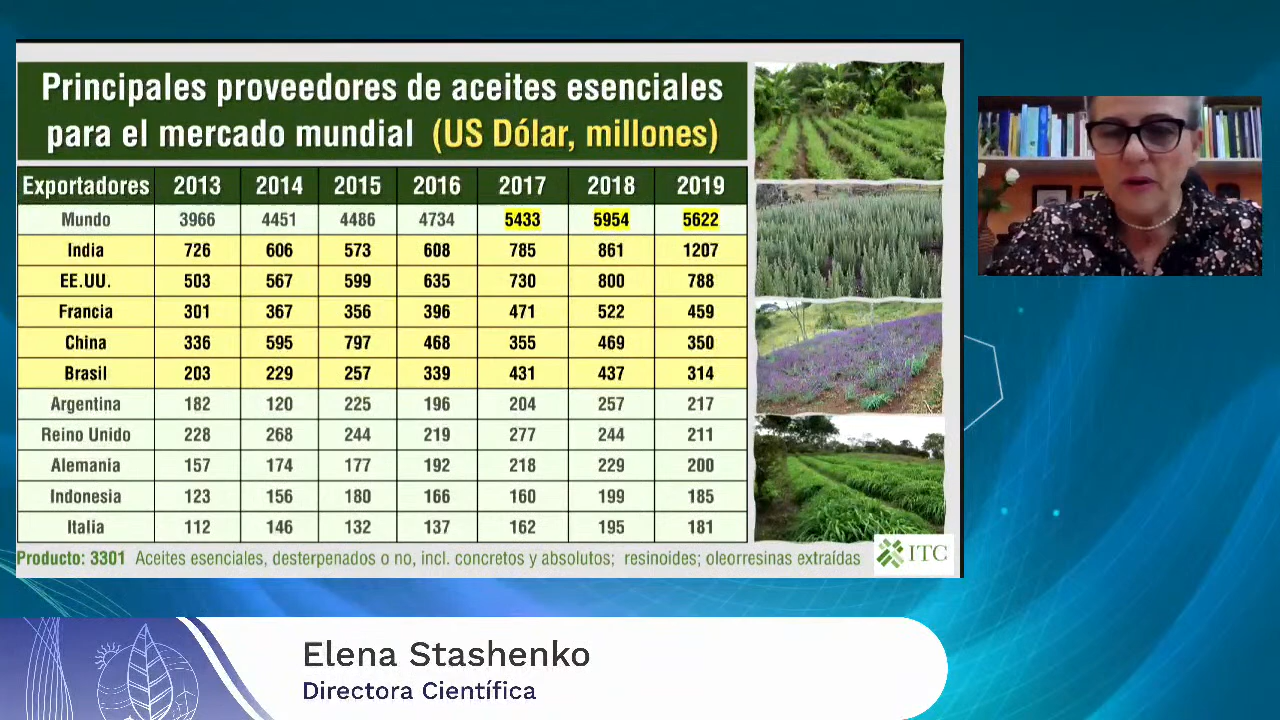 Principales proveedores de aceites esenciales
para el mercado mundial (US Dólar, millones)
Exportadores 2013 2014 2015 2016 2017 2018 2019
Mundo 3966 4451 4486 4734 5433 5954 5622
India 726 606 573 608 785 861 1207
EE.UU. 503 567 599 635 730 800 788
Francia 301 367 356 396 471 522 459
China 336 595 797 468 355 469 350
Brasil 203 229 257 339 431 437 314
Argentina 182 120 225 196 204 257 217
Reino Unido 228 268 244 219 277 244 211
Alemania 157 174 177 192 218 229 200
Indonesia 123 156 180 166 160 199 185
Italia 112 146 132 137 162 195 181
Producto: 3301 Aceites esenciales, desterpenados o no, incl. concretos y absolutos; resinoides; oleorresinas extraídas
ITC
Elena Stashenko
Directora Científica